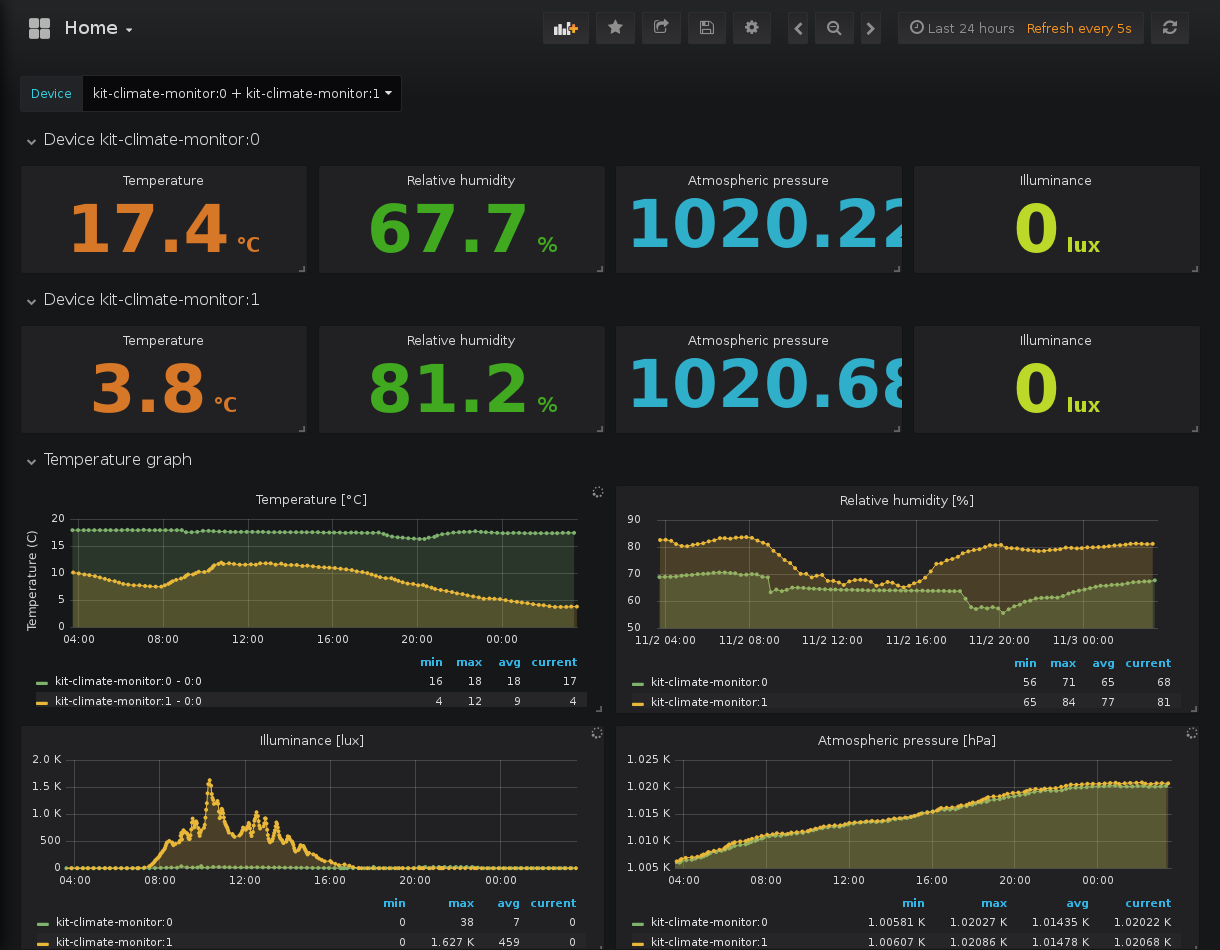 Home
Last 24 hours Refresh every 5s
Device kit-climate-monitor:0 + kit-climate-monitor:1
Device kit-climate-monitor:0
Temperature Relative humidity Atmospheric pressure Illuminance
17.4 °C 67.7 % 1020.22 0 lux
Device kit-climate-monitor:1
Temperature Relative humidity Atmospheric pressure Illuminance
3.8 °C 81.2 % 1020.68 0 lux
Temperature graph
Temperature [°C]
Temperature (C)
20
15
10
5
0
04:00 08:00 12:00 16:00 20:00 00:00
min max avg current
kit-climate-monitor:0 - 0:0 16 18 18 17
kit-climate-monitor:1 - 0:0 4 12 9 4
Relative humidity [%]
90
80
70
60
50
11/2 04:00 11/2 08:00 11/2 12:00 11/2 16:00 11/2 20:00 11/3 00:00
min max avg current
kit-climate-monitor:0 56 71 65 68
kit-climate-monitor:1 65 84 77 81
Illuminance [lux]
2.0 K
1.5 K
1.0 K
500
0
04:00 08:00 12:00 16:00 20:00 00:00
min max avg current
kit-climate-monitor:0 0 38 7 0
kit-climate-monitor:1 0 1.627 K 459 0
Atmospheric pressure [hPa]
1.025 K
1.020 K
1.015 K
1.010 K
1.005 K
04:00 08:00 12:00 16:00 20:00 00:00
min max avg current
kit-climate-monitor:0 1.00581 K 1.02027 K 1.01435 K 1.02022 K
kit-climate-monitor:1 1.00607 K 1.02086 K 1.01478 K 1.02068 K